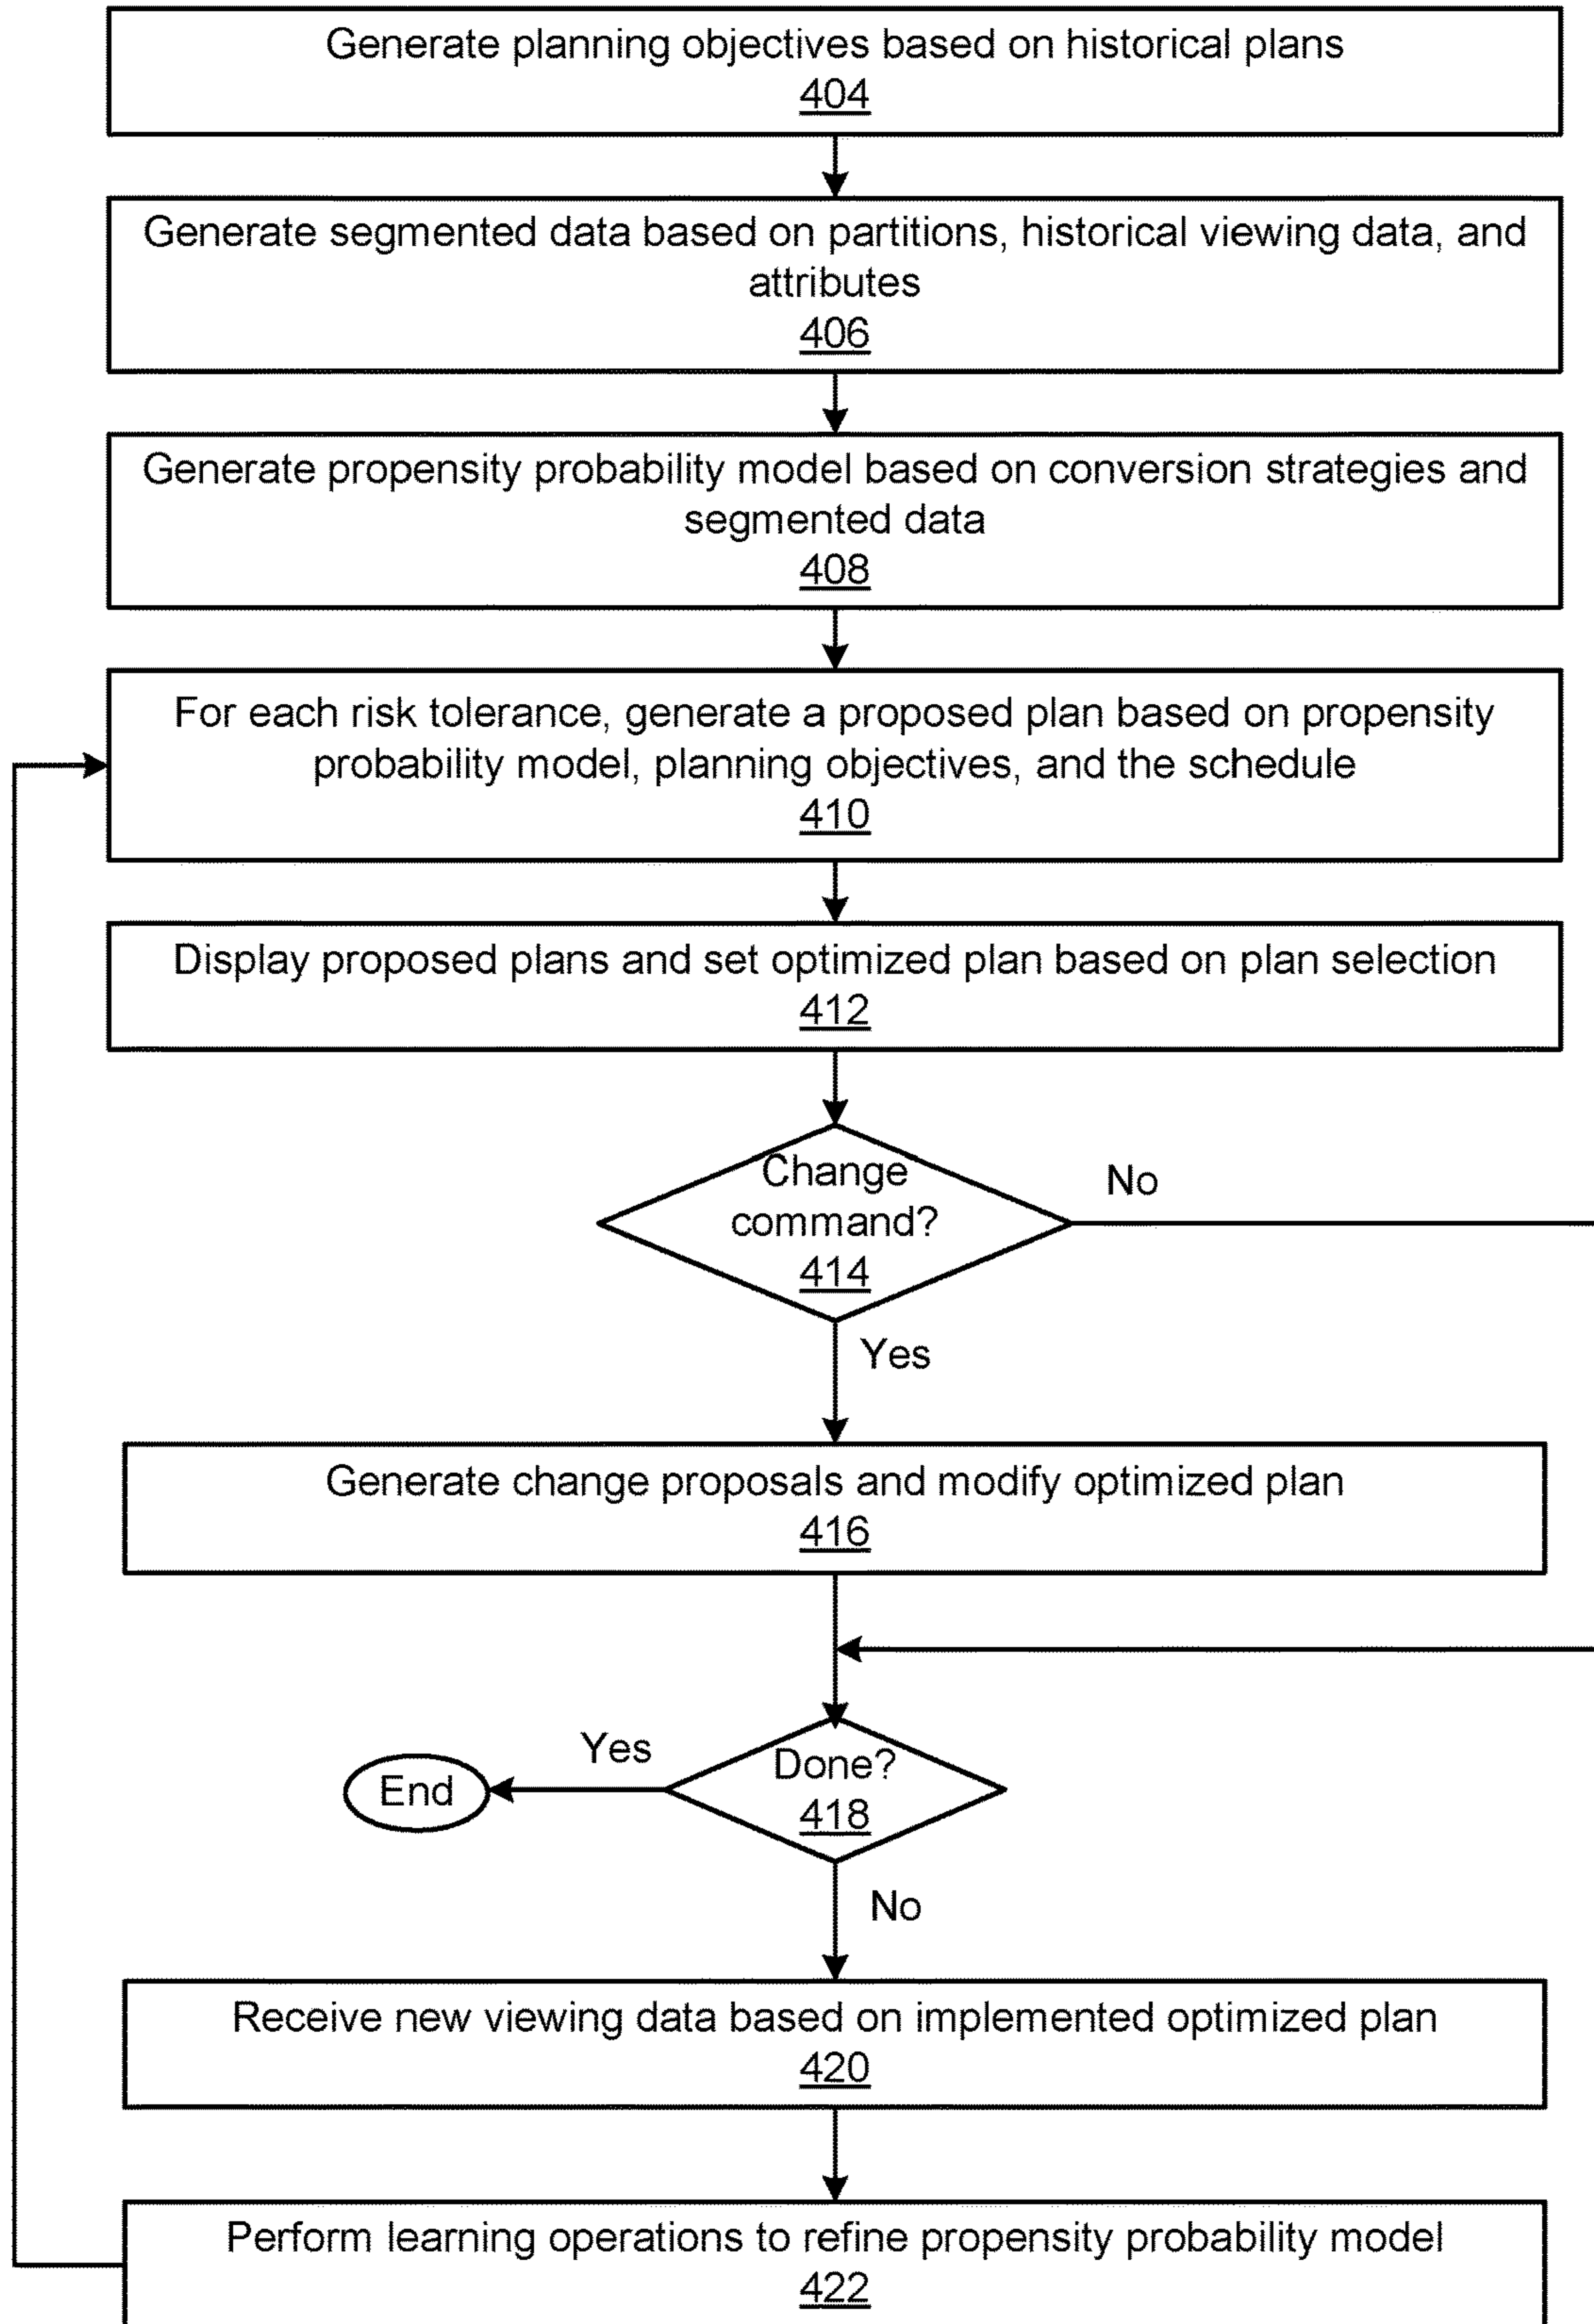 Generate planning objectives based on historical plans
404
Generate segmented data based on partitions, historical viewing data, and
attributes
406
Generate propensity probability model based on conversion strategies and
segmented data
408
For each risk tolerance, generate a proposed plan based on propensity
probability model, planning objectives, and the schedule
410
Display proposed plans and set optimized plan based on plan selection
412
Change
command?
414
No
Yes
Generate change proposals and modify optimized plan
416
Done?
418
Yes
End
No
Receive new viewing data based on implemented optimized plan
420
Perform learning operations to refine propensity probability model
422